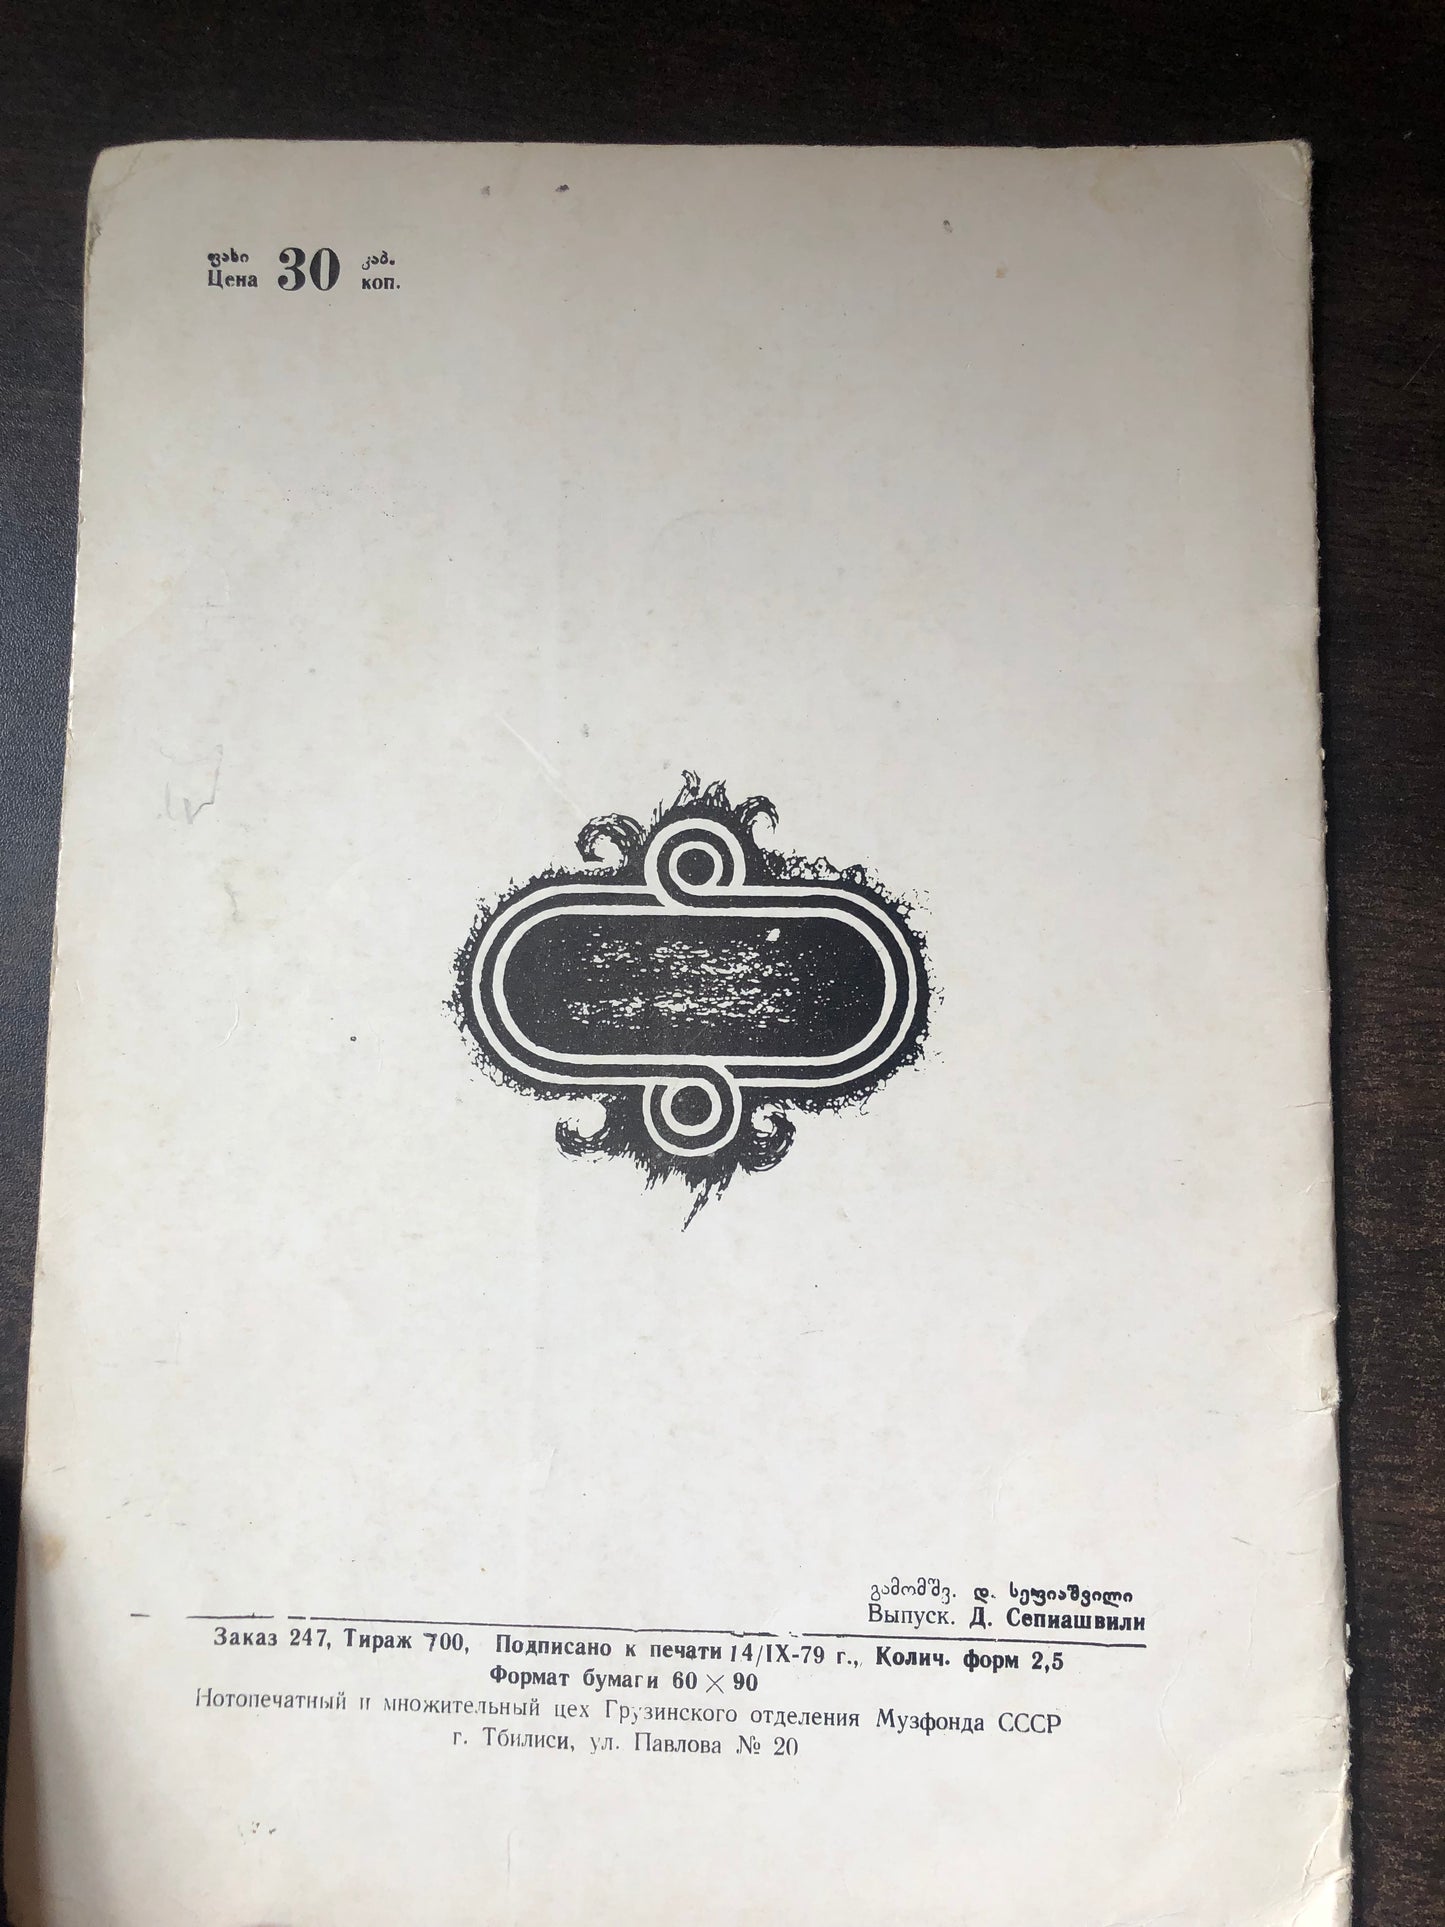 ფასი 30 კაპ.
Цена коп.
გამომშვ. დ. სეფიაშვილი
Выпуск. Д. Сепиашвили
Заказ 247, Тираж 700, Подписано к печати 14/IX-79 г., Колич. форм 2,5
Формат бумаги 60 × 90
Нотопечатный и множительный цех Грузинского отделения Музфонда СССР
г. Тбилиси, ул. Павлова № 20